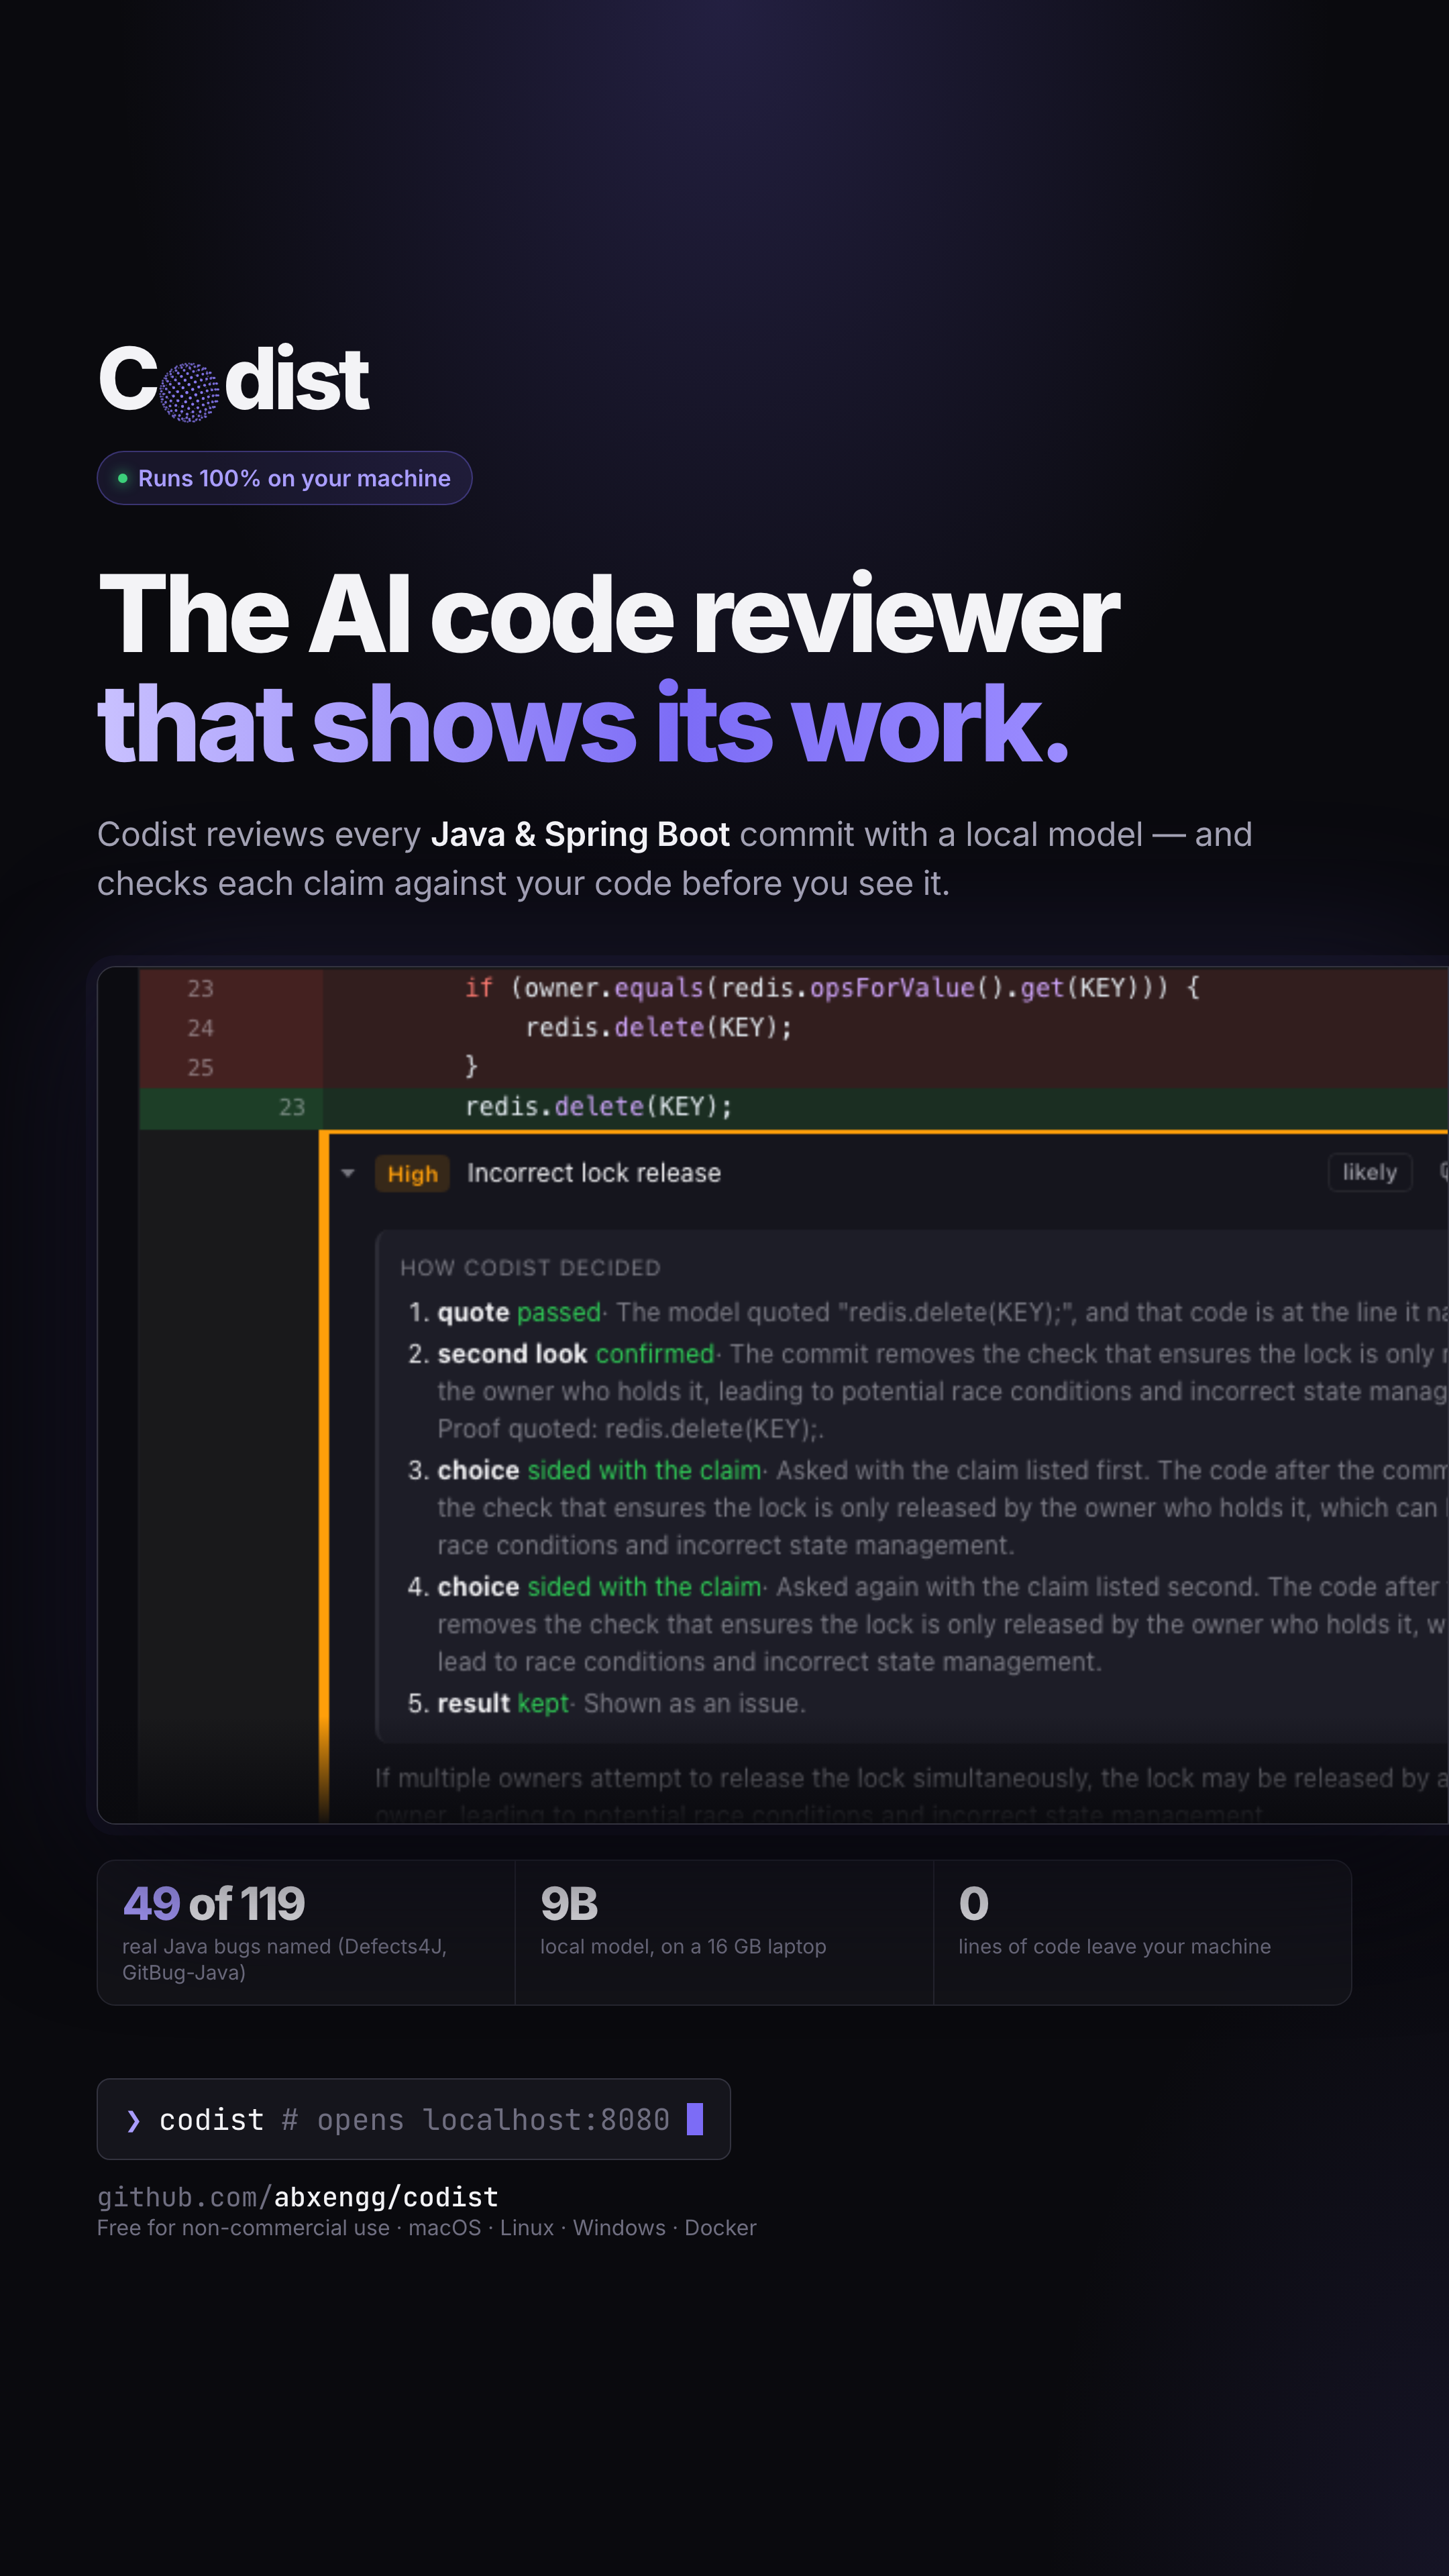 Codist
Runs 100% on your machine
The AI code reviewer
that shows its work.
Codist reviews every Java & Spring Boot commit with a local model — and
checks each claim against your code before you see it.
23 if (owner.equals(redis.opsForValue().get(KEY))) {
24 redis.delete(KEY);
25 }
23 redis.delete(KEY);
High Incorrect lock release likely
HOW CODIST DECIDED
1. quote passed· The model quoted "redis.delete(KEY);", and that code is at the line it
2. second look confirmed· The commit removes the check that ensures the lock is only
the owner who holds it, leading to potential race conditions and incorrect state
Proof quoted: redis.delete(KEY);.
3. choice sided with the claim· Asked with the claim listed first. The code after the
the check that ensures the lock is only released by the owner who holds it, which can
race conditions and incorrect state management.
4. choice sided with the claim· Asked again with the claim listed second. The code after
removes the check that ensures the lock is only released by the owner who holds it,
lead to race conditions and incorrect state management.
5. result kept· Shown as an issue.
If multiple owners attempt to release the lock simultaneously, the lock may be released by
owner, leading to potential race conditions and incorrect state management.
49 of 119
real Java bugs named (Defects4J,
GitBug-Java)
9B
local model, on a 16 GB laptop
0
lines of code leave your machine
❯ codist # opens localhost:8080
github.com/abxengg/codist
Free for non-commercial use · macOS · Linux · Windows · Docker